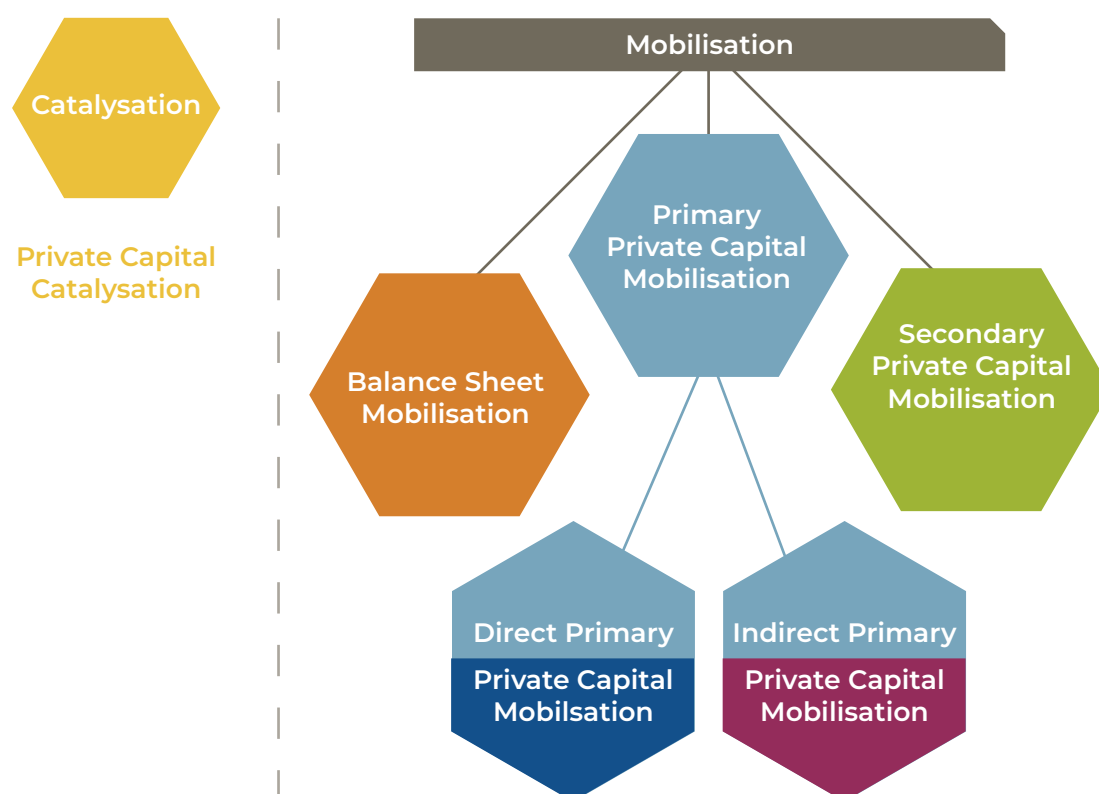 Catalysation
Private Capital
Catalysation
Mobilisation
Primary
Private Capital
Mobilisation
Balance Sheet
Mobilisation
Secondary
Private Capital
Mobilisation
Direct Primary
Private Capital
Mobilsation
Indirect Primary
Private Capital
Mobilisation